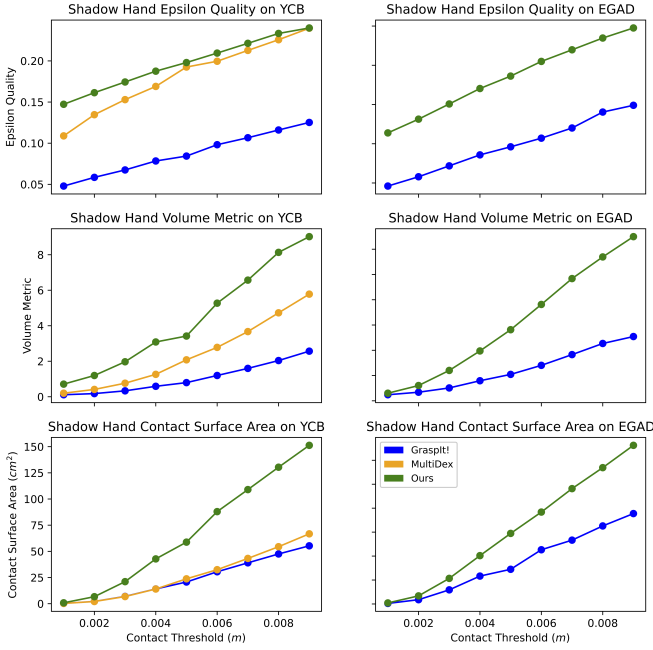 Shadow Hand Epsilon Quality on YCB
Shadow Hand Epsilon Quality on EGAD
Epsilon Quality
0.20
0.15
0.10
0.05
Shadow Hand Volume Metric on YCB
Shadow Hand Volume Metric on EGAD
Volume Metric
8
6
4
2
0
Shadow Hand Contact Surface Area on YCB
Shadow Hand Contact Surface Area on EGAD
Contact Surface Area (cm²)
150
125
100
75
50
25
0
GraspIt!
MultiDex
Ours
0.002 0.004 0.006 0.008
0.002 0.004 0.006 0.008
Contact Threshold (m)
Contact Threshold (m)